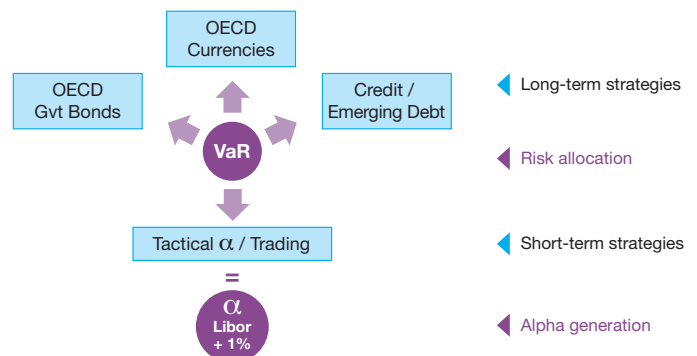 OECD
Currencies
OECD
Gvt Bonds
Credit /
Emerging Debt
Long-term strategies
VaR
Risk allocation
Tactical α / Trading
Short-term strategies
=
α
Libor
+ 1%
Alpha generation